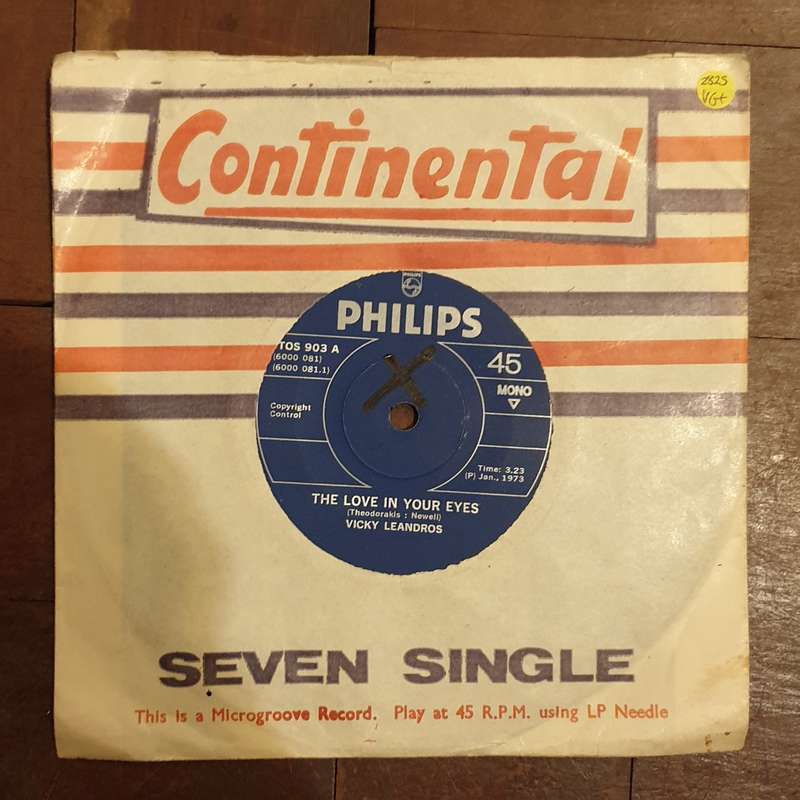 2525
VG+
Continental
PHILIPS
PHILIPS
TOS 903 A
(6000 081)
(6000 081.1)
45
MONO
Copyright
Control
Time: 3.23
(P) Jan., 1973
THE LOVE IN YOUR EYES
(Theodorakis : Newell)
VICKY LEANDROS
SEVEN SINGLE
This is a Microgroove Record. Play at 45 R.P.M. using LP Needle